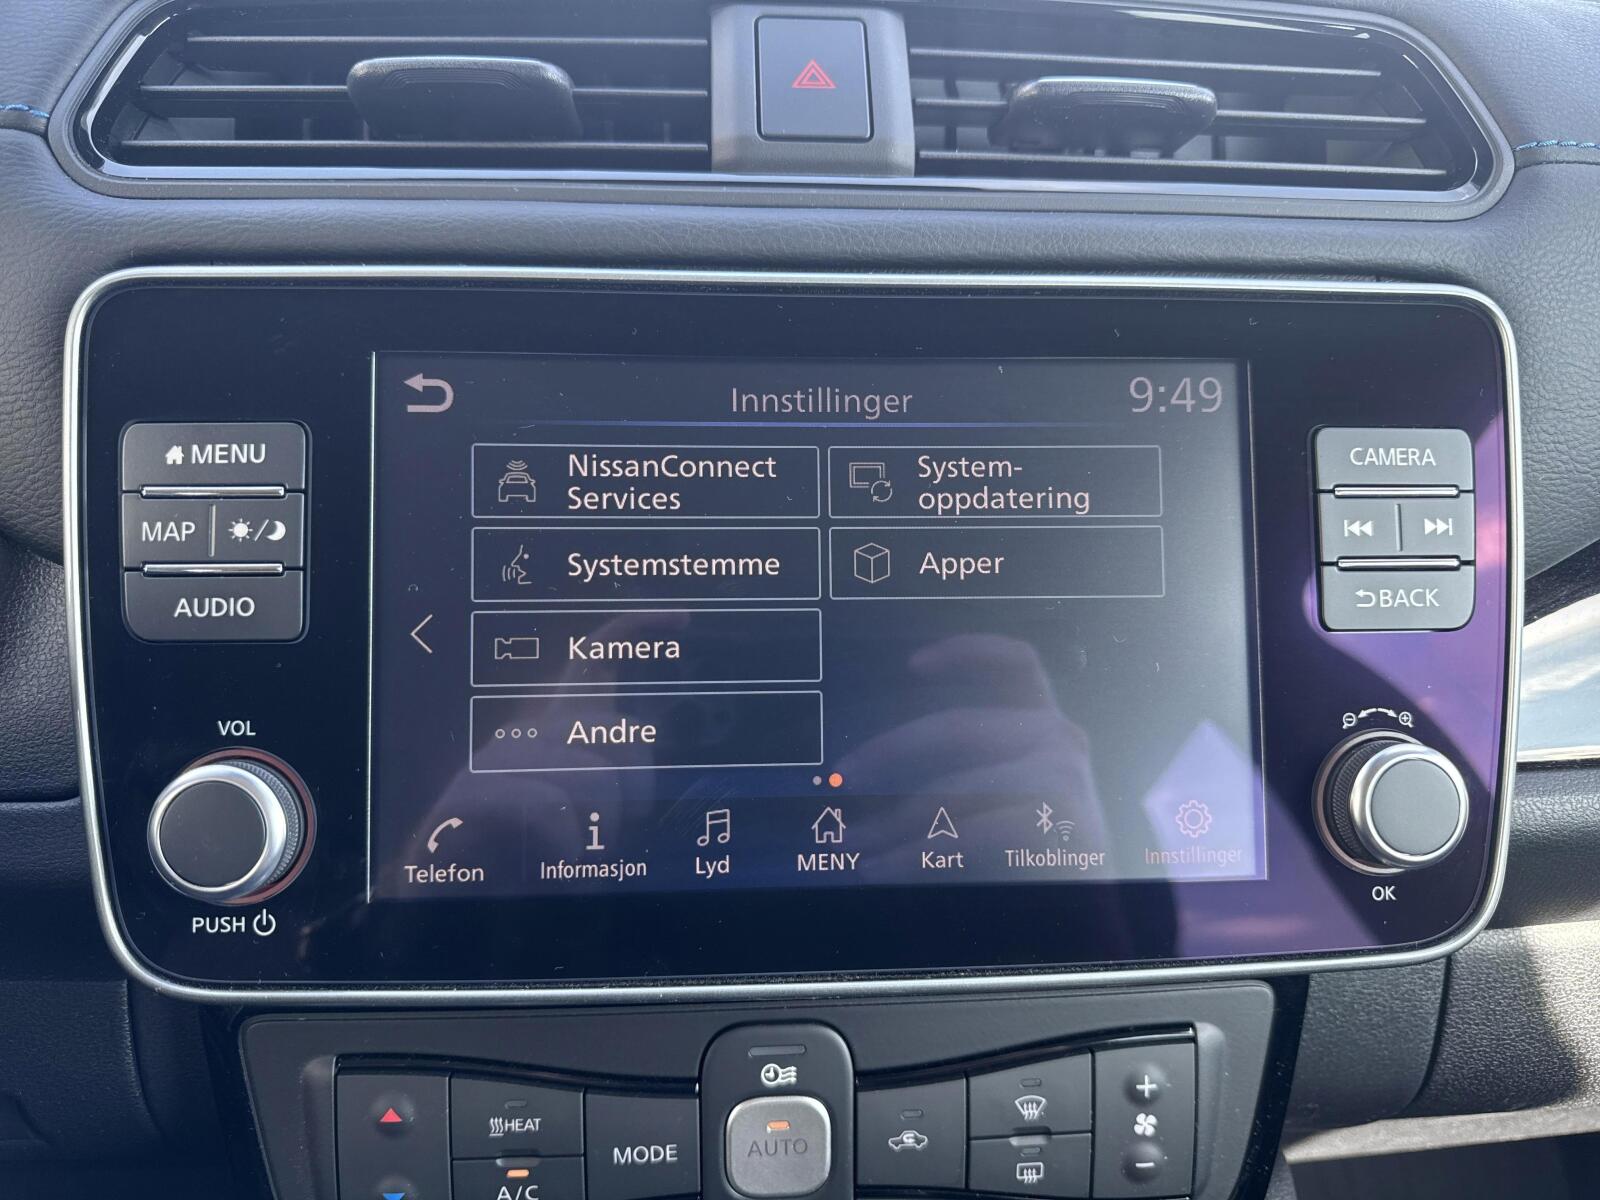 Innstillinger
9:49
NissanConnect
Services
System-
oppdatering
Systemstemme
Apper
Kamera
Andre
Telefon
Informasjon
Lyd
MENY
Kart
Tilkoblinger
Innstillinger
MENU
MAP
AUDIO
VOL
PUSH
CAMERA
BACK
OK
HEAT
A/C
MODE
AUTO
+
-